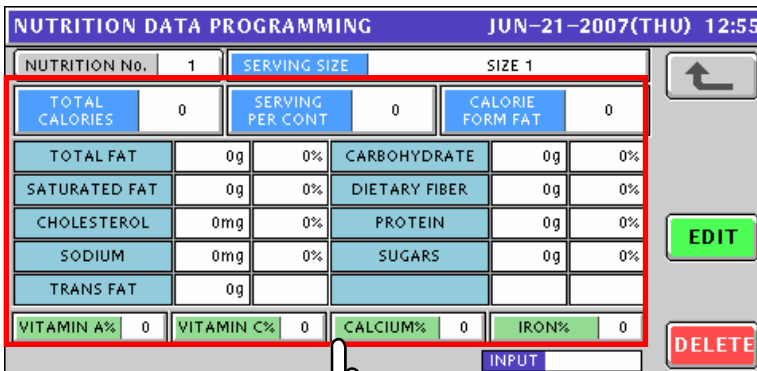 NUTRITION DATA PROGRAMMING JUN-21-2007(THU) 12:55
NUTRITION No. 1 SERVING SIZE SIZE 1
TOTAL CALORIES 0 SERVING PER CONT 0 CALORIE FORM FAT 0
TOTAL FAT 0g 0% CARBOHYDRATE 0g 0%
SATURATED FAT 0g 0% DIETARY FIBER 0g 0%
CHOLESTEROL 0mg 0% PROTEIN 0g 0%
EDIT
SODIUM 0mg 0% SUGARS 0g 0%
TRANS FAT 0g
VITAMIN A% 0 VITAMIN C% 0 CALCIUM% 0 IRON% 0
DELETE
INPUT